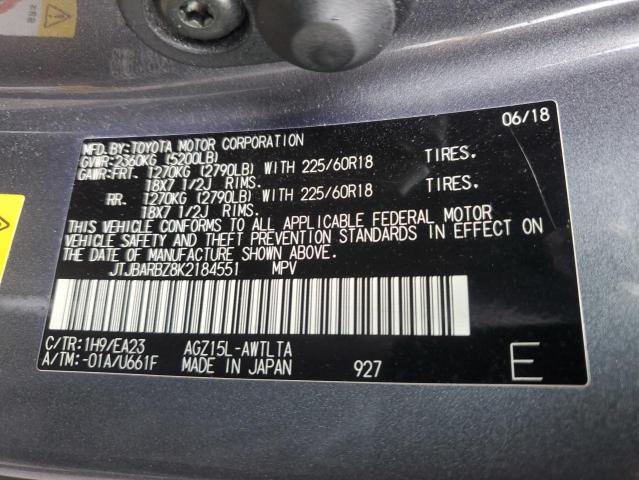 06/18
MFD.BY:TOYOTA MOTOR CORPORATION
GVWR:2360KG (5200LB)
GAWR:FRT. 1270KG (2790LB) WITH 225/60R18 TIRES.
18X7 1/2J RIMS.
RR. 1270KG (2790LB) WITH 225/60R18 TIRES.
18X7 1/2J RIMS.
THIS VEHICLE CONFORMS TO ALL APPLICABLE FEDERAL MOTOR
VEHICLE SAFETY AND THEFT PREVENTION STANDARDS IN EFFECT ON
THE DATE OF MANUFACTURE SHOWN ABOVE.
JTJBARBZ8K2184551 MPV
C/TR:1H9/EA23 AGZ15L-AWTLTA
A/TM:-01A/U661F MADE IN JAPAN 927 E